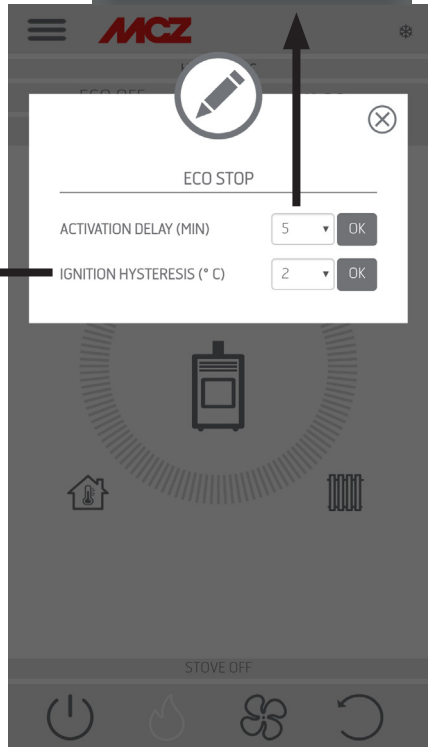 MCZ
ECO STOP
ACTIVATION DELAY (MIN) 5 OK
IGNITION HYSTERESIS (° C) 2 OK
STOVE OFF